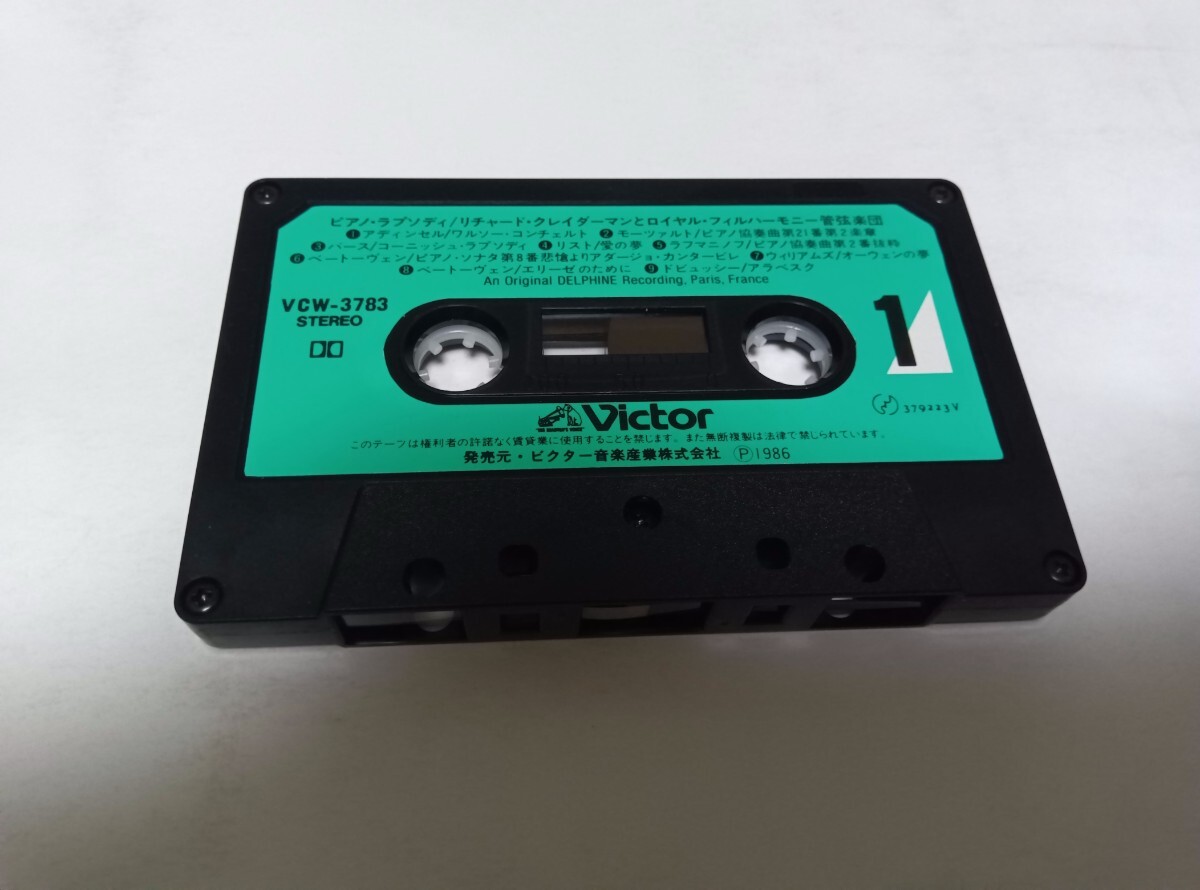 ピアノ・ラプソディ/リチャード・クレイダーマンとロイヤル・フィルハーモニー管弦楽団
❶アディンセル/ワルソー・コンチェルト ❷モーツァルト/ピアノ協奏曲第21番第2楽章
❸バース/コーニッシュ・ラプソディ ❹リスト/愛の夢 ❺ラフマニノフ/ピアノ協奏曲第2番抜粋
❻ベートーヴェン/ピアノ・ソナタ第8番悲愴よりアダージョ・カンタービレ ❼ウィリアムズ/オーウェンの夢
❽ベートーヴェン/エリーゼのために ❾ドビュッシー/アラベスク
An Original DELPHINE Recording, Paris, France
VCW-3783
STEREO
1
Victor
379223V
このテープは権利者の許諾なく賃貸業に使用することを禁じます。また無断複製は法律で禁じられています。
発売元・ビクター音楽産業株式会社 Ⓟ1986